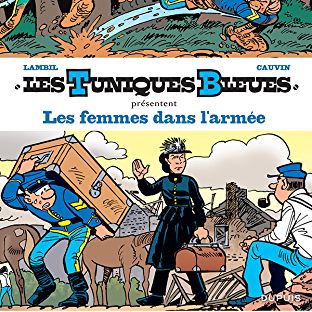 LAMBIL CAUVIN
LES TUNIQUES BLEUES
présentent
Les femmes dans l'armée
DUPUIS